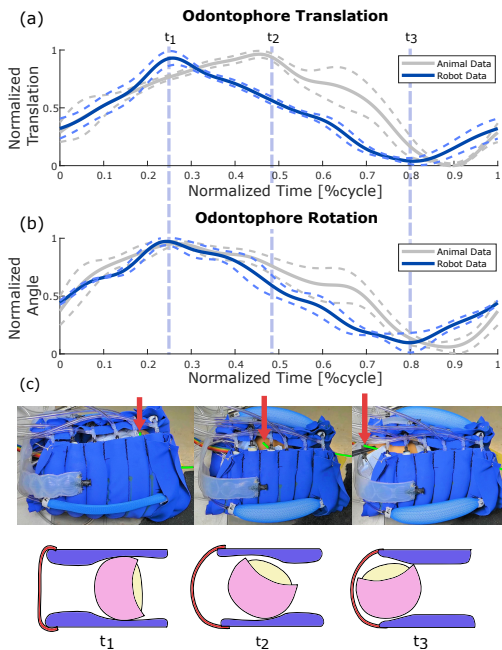 (a)
Odontophore Translation
t1
t2
t3
Normalized
Translation
1
0.5
0
Animal Data
Robot Data
0 0.1 0.2 0.3 0.4 0.5 0.6 0.7 0.8 0.9 1
Normalized Time [%cycle]
(b)
Odontophore Rotation
Normalized
Angle
1
0.5
0
Animal Data
Robot Data
0 0.1 0.2 0.3 0.4 0.5 0.6 0.7 0.8 0.9 1
Normalized Time [%cycle]
(c)
t1
t2
t3